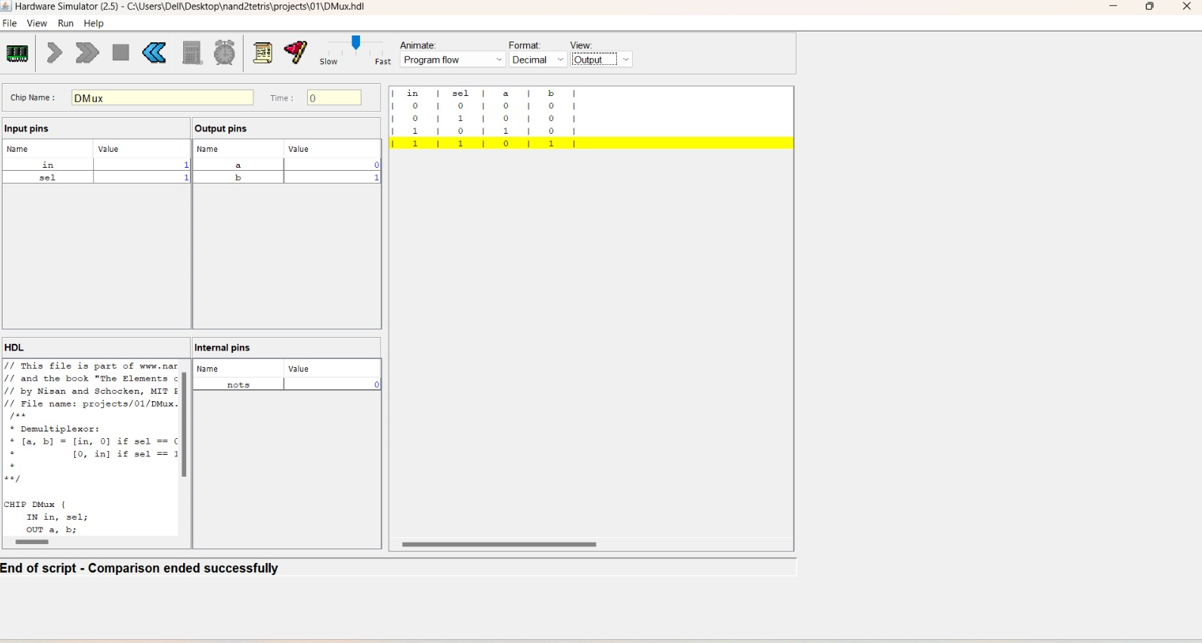 Hardware Simulator (2.5) - C:\Users\Dell\Desktop\nand2tetris\projects\01\DMux.hdl
File View Run Help
Slow Fast
Animate: Format: View:
Program flow Decimal Output
Chip Name : DMux Time : 0
Input pins Output pins
Name Value Name Value
in 1 a 0
sel 1 b 1
| in | sel | a | b |
| 0 | 0 | 0 | 0 |
| 0 | 1 | 0 | 0 |
| 1 | 0 | 1 | 0 |
| 1 | 1 | 0 | 1 |
HDL Internal pins
Name Value
nots 0
// This file is part of www.nan
// and the book "The Elements
// by Nisan and Schocken, MIT
// File name: projects/01/DMux.
/**
* Demultiplexor:
* [a, b] = [in, 0] if sel ==
* [0, in] if sel ==
*
**/
CHIP DMux {
IN in, sel;
OUT a, b;
End of script - Comparison ended successfully